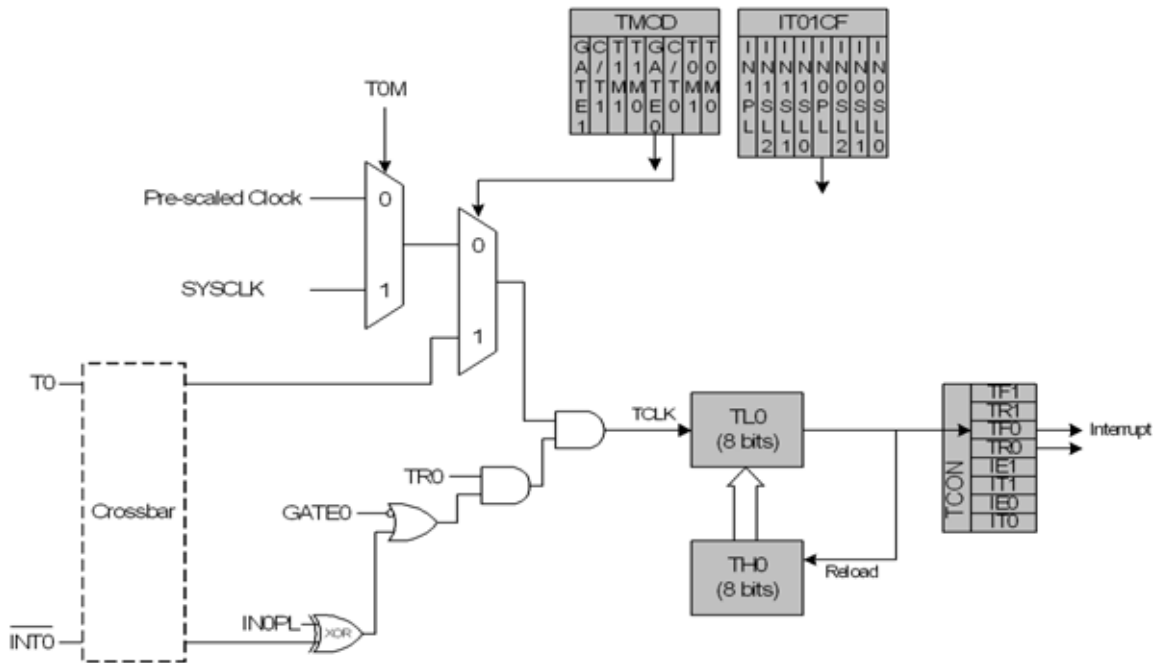 TMOD
GATE1
C/T1
T1M1
T1M0
GATE0
C/T0
T0M1
T0M0
IT01CF
IN1PL
IN1SL2
IN1SL1
IN1SL0
IN0PL
IN0SL2
IN0SL1
IN0SL0
T0M
Pre-scaled Clock
0
0
SYSCLK
1
1
T0
TCLK
TL0
(8 bits)
TCON
TF1
TR1
TF0
TR0
IE1
IT1
IE0
IT0
Interrupt
TR0
Crossbar
GATE0
TH0
(8 bits)
Reload
IN0PL
XOR
INT0